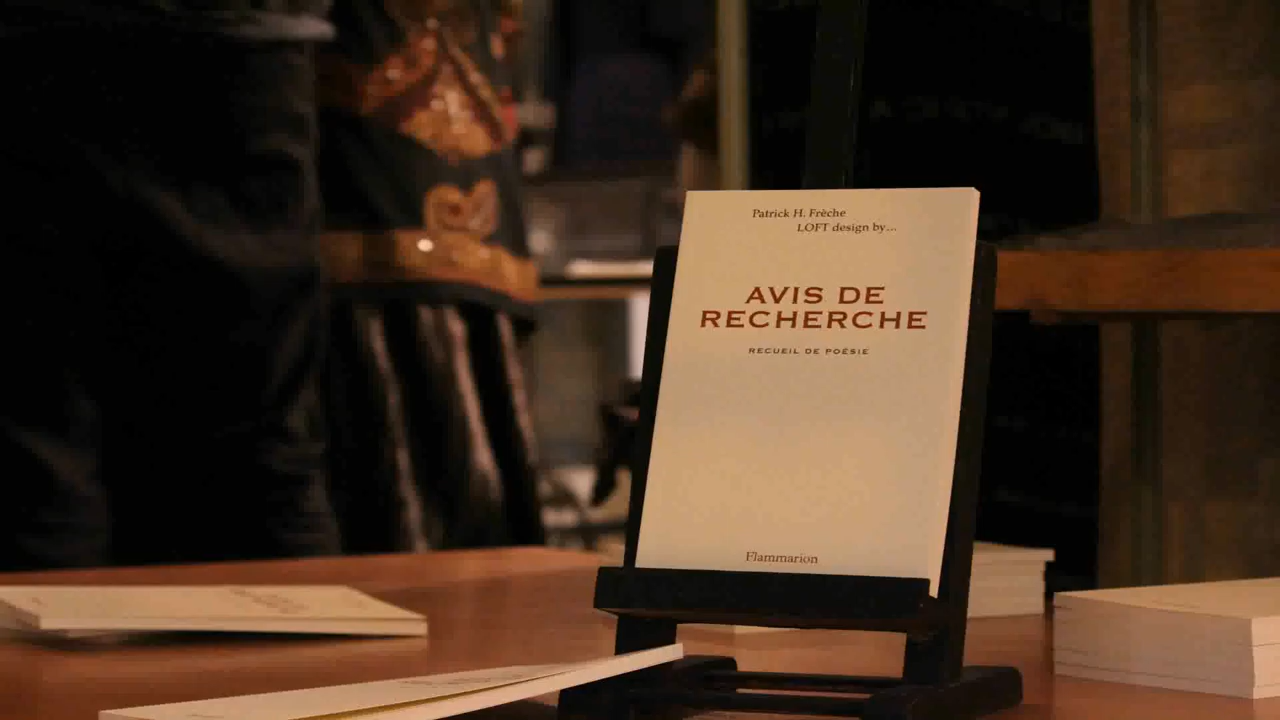 Patrick H. Frèche
LOFT design by...
AVIS DE
RECHERCHE
RECUEIL DE POÉSIE
Flammarion